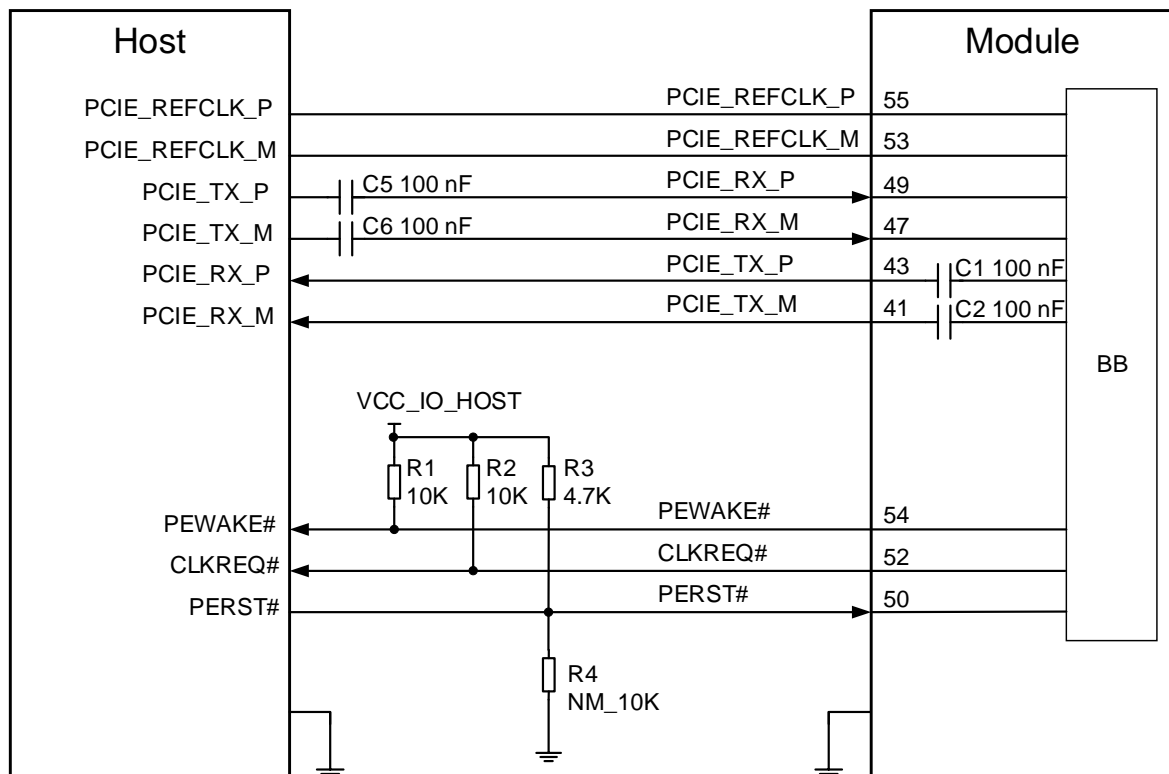 Host
Module
PCIE_REFCLK_P
PCIE_REFCLK_P
55
PCIE_REFCLK_M
PCIE_REFCLK_M
53
PCIE_TX_P
C5 100 nF
PCIE_RX_P
49
PCIE_TX_M
C6 100 nF
PCIE_RX_M
47
PCIE_RX_P
PCIE_TX_P
43
C1 100 nF
PCIE_RX_M
PCIE_TX_M
41
C2 100 nF
BB
VCC_IO_HOST
R1
10K
R2
10K
R3
4.7K
PEWAKE#
PEWAKE#
54
CLKREQ#
CLKREQ#
52
PERST#
PERST#
50
R4
NM_10K